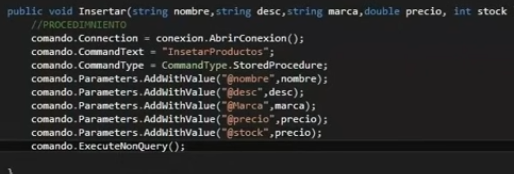 public void Insertar(string nombre,string desc,string marca,double precio, int stock
//PROCEDIMNIENTO
comando.Connection = conexion.AbrirConexion();
comando.CommandText = "InsetarProductos";
comando.CommandType = CommandType.StoredProcedure;
comando.Parameters.AddWithValue("@nombre",nombre);
comando.Parameters.AddWithValue("@desc",desc);
comando.Parameters.AddWithValue("@Marca",marca);
comando.Parameters.AddWithValue("@precio",precio);
comando.Parameters.AddWithValue("@stock",precio);
comando.ExecuteNonQuery();
}